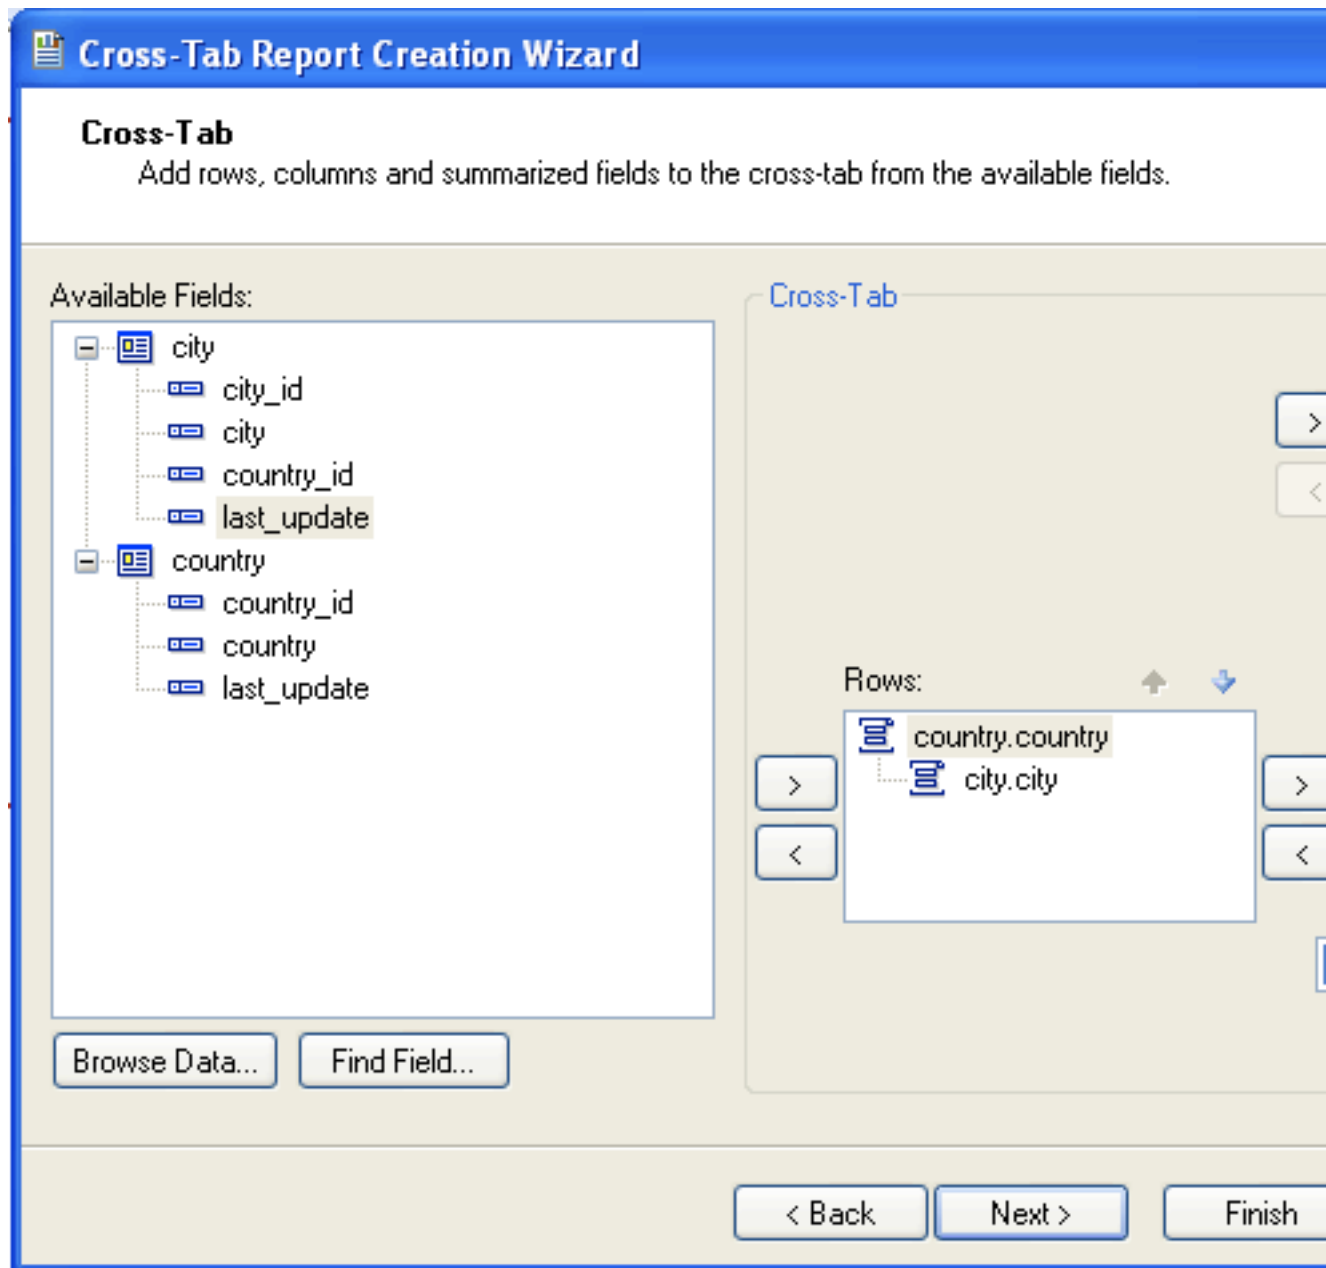 Cross-Tab Report Creation Wizard
Cross-Tab
Add rows, columns and summarized fields to the cross-tab from the available fields.
Available Fields:
city
city_id
city
country_id
last_update
country
country_id
country
last_update
Browse Data...
Find Field...
Cross-Tab
>
<
Rows:
country.country
city.city
>
<
>
<
< Back
Next >
Finish